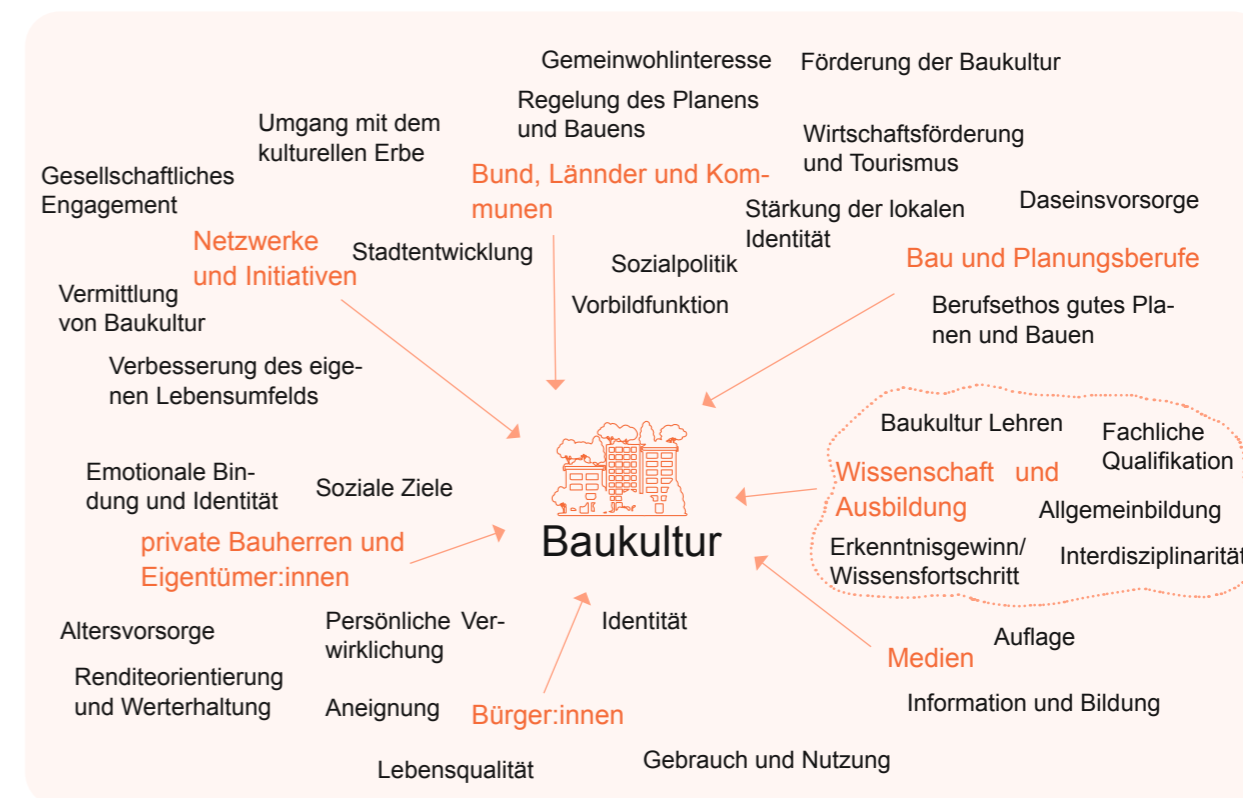 Gemeinwohlinteresse
Förderung der Baukultur
Regelung des Planens
und Bauens
Umgang mit dem
kulturellen Erbe
Wirtschaftsförderung
und Tourismus
Gesellschaftliches
Engagement
Bund, Lännder und Kom-
munen
Daseinsvorsorge
Stärkung der lokalen
Identität
Netzwerke
und Initiativen
Stadtentwicklung
Sozialpolitik
Bau und Planungsberufe
Vermittlung
von Baukultur
Vorbildfunktion
Berufsethos gutes Pla-
nen und Bauen
Verbesserung des eige-
nen Lebensumfelds
Baukultur Lehren
Fachliche
Qualifikation
Wissenschaft und
Ausbildung
Emotionale Bin-
dung und Identität
Soziale Ziele
Allgemeinbildung
Baukultur
private Bauherren und
Eigentümer:innen
Erkenntnisgewinn/
Wissensfortschritt
Interdisziplinarität
Altersvorsorge
Persönliche Ver-
wirklichung
Identität
Auflage
Medien
Renditeorientierung
und Werterhaltung
Aneignung
Bürger:innen
Information und Bildung
Lebensqualität
Gebrauch und Nutzung